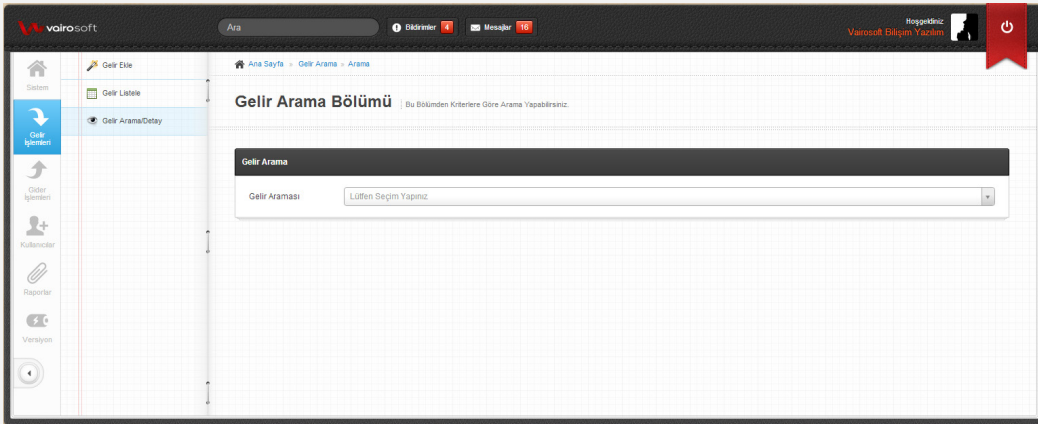 vairosoft
Ara
Bildirimler 4
Mesajlar 16
Hoşgeldiniz
Vairosoft Bilişim Yazılım
Sistem
Gelir
İşlemleri
Gider
İşlemleri
Kullanıcılar
Raporlar
Versiyon
Gelir Ekle
Gelir Listele
Gelir Arama/Detay
Ana Sayfa » Gelir Arama » Arama
Gelir Arama Bölümü | Bu Bölümden Kriterlere Göre Arama Yapabilirsiniz.
Gelir Arama
Gelir Araması
Lütfen Seçim Yapınız